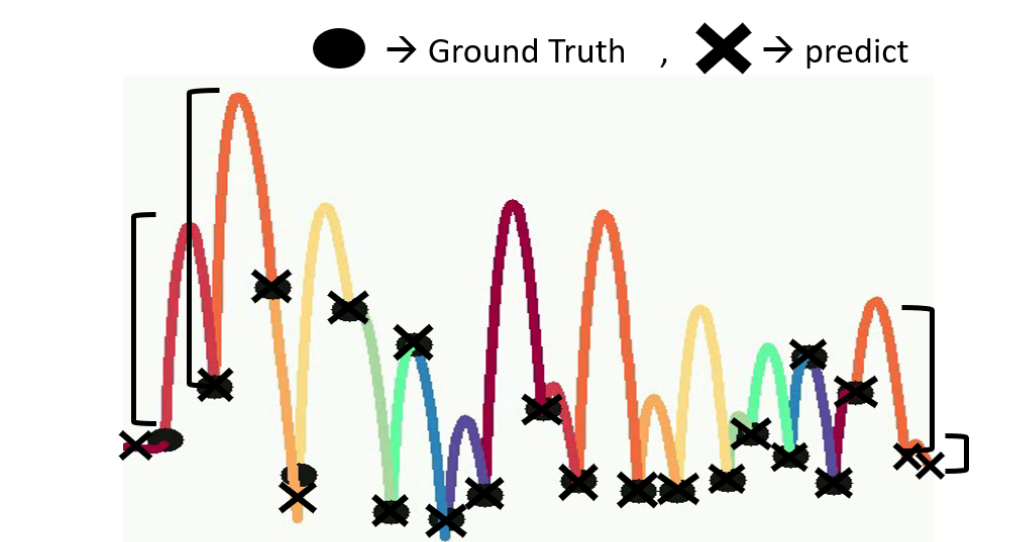 → Ground Truth , → predict